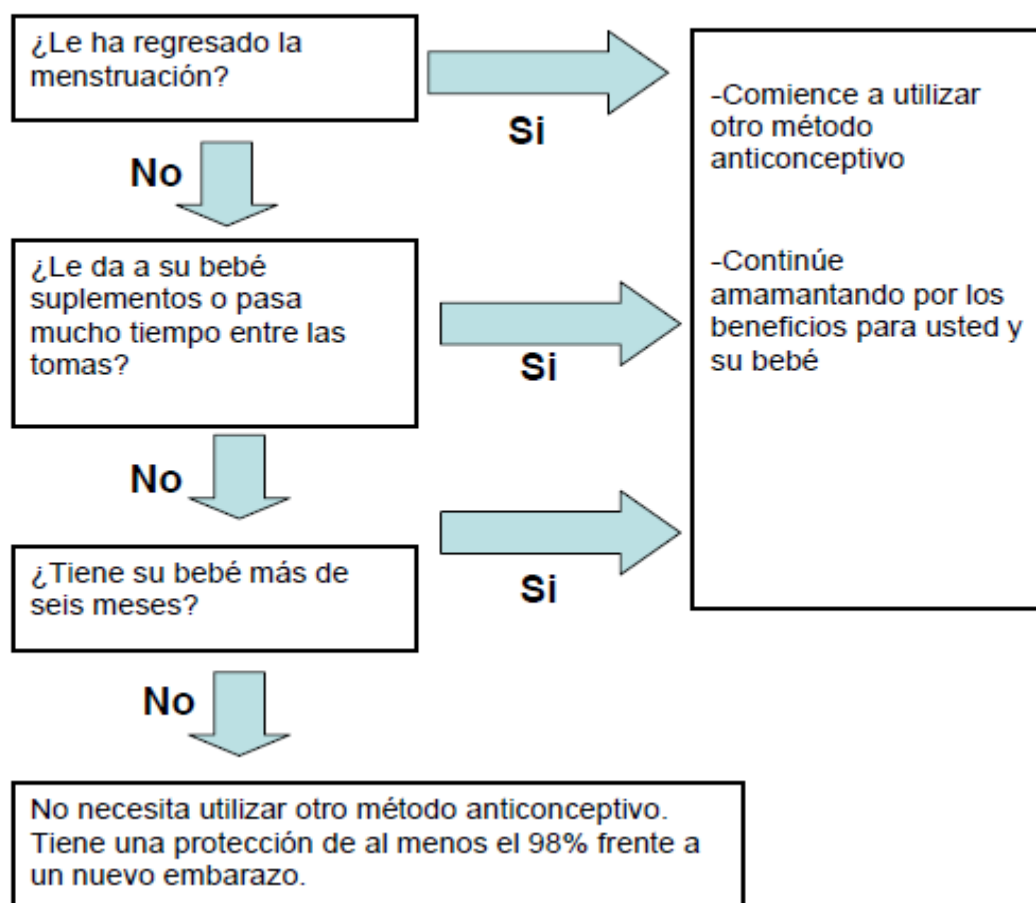 ¿Le ha regresado la
menstruación?
Si
-Comience a utilizar
otro método
anticonceptivo
-Continúe
amamantando por los
beneficios para usted y
su bebé
No
¿Le da a su bebé
suplementos o pasa
mucho tiempo entre las
tomas?
Si
No
¿Tiene su bebé más de
seis meses?
Si
No
No necesita utilizar otro método anticonceptivo.
Tiene una protección de al menos el 98% frente a
un nuevo embarazo.